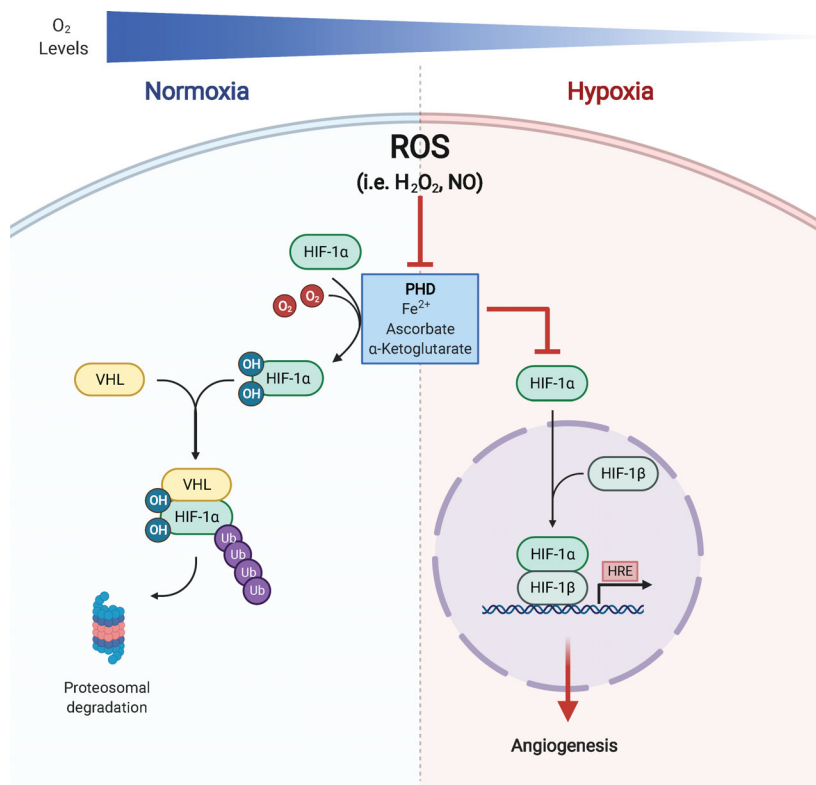 O₂
Levels
Normoxia
Hypoxia
ROS
(i.e. H₂O₂, NO)
HIF-1α
O₂
O₂
PHD
Fe²⁺
Ascorbate
α-Ketoglutarate
OH
OH
HIF-1α
VHL
HIF-1α
HIF-1β
VHL
OH
HIF-1α
OH
Ub
Ub
Ub
Ub
HIF-1α
HIF-1β
HRE
Proteosomal
degradation
Angiogenesis